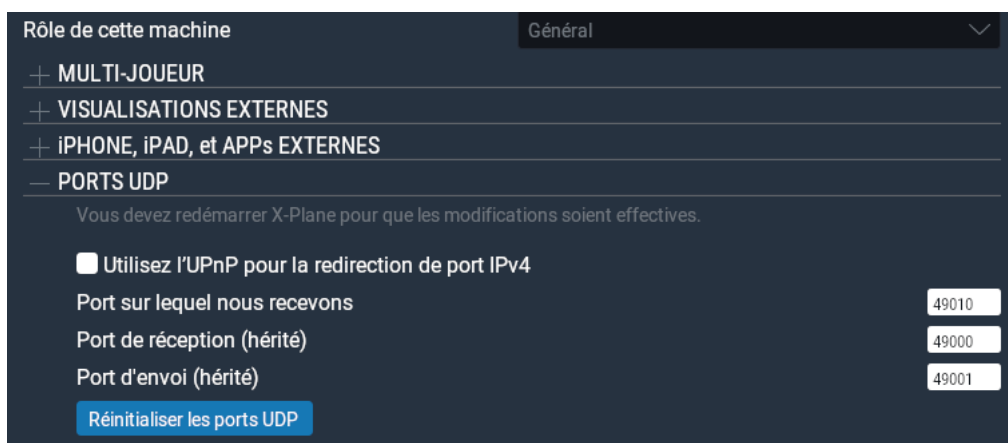 Rôle de cette machine Général
MULTI-JOUEUR
VISUALISATIONS EXTERNES
iPHONE, iPAD, et APPs EXTERNES
PORTS UDP
Vous devez redémarrer X-Plane pour que les modifications soient effectives.
Utilisez l'UPnP pour la redirection de port IPv4
Port sur lequel nous recevons 49010
Port de réception (hérité) 49000
Port d'envoi (hérité) 49001
Réinitialiser les ports UDP